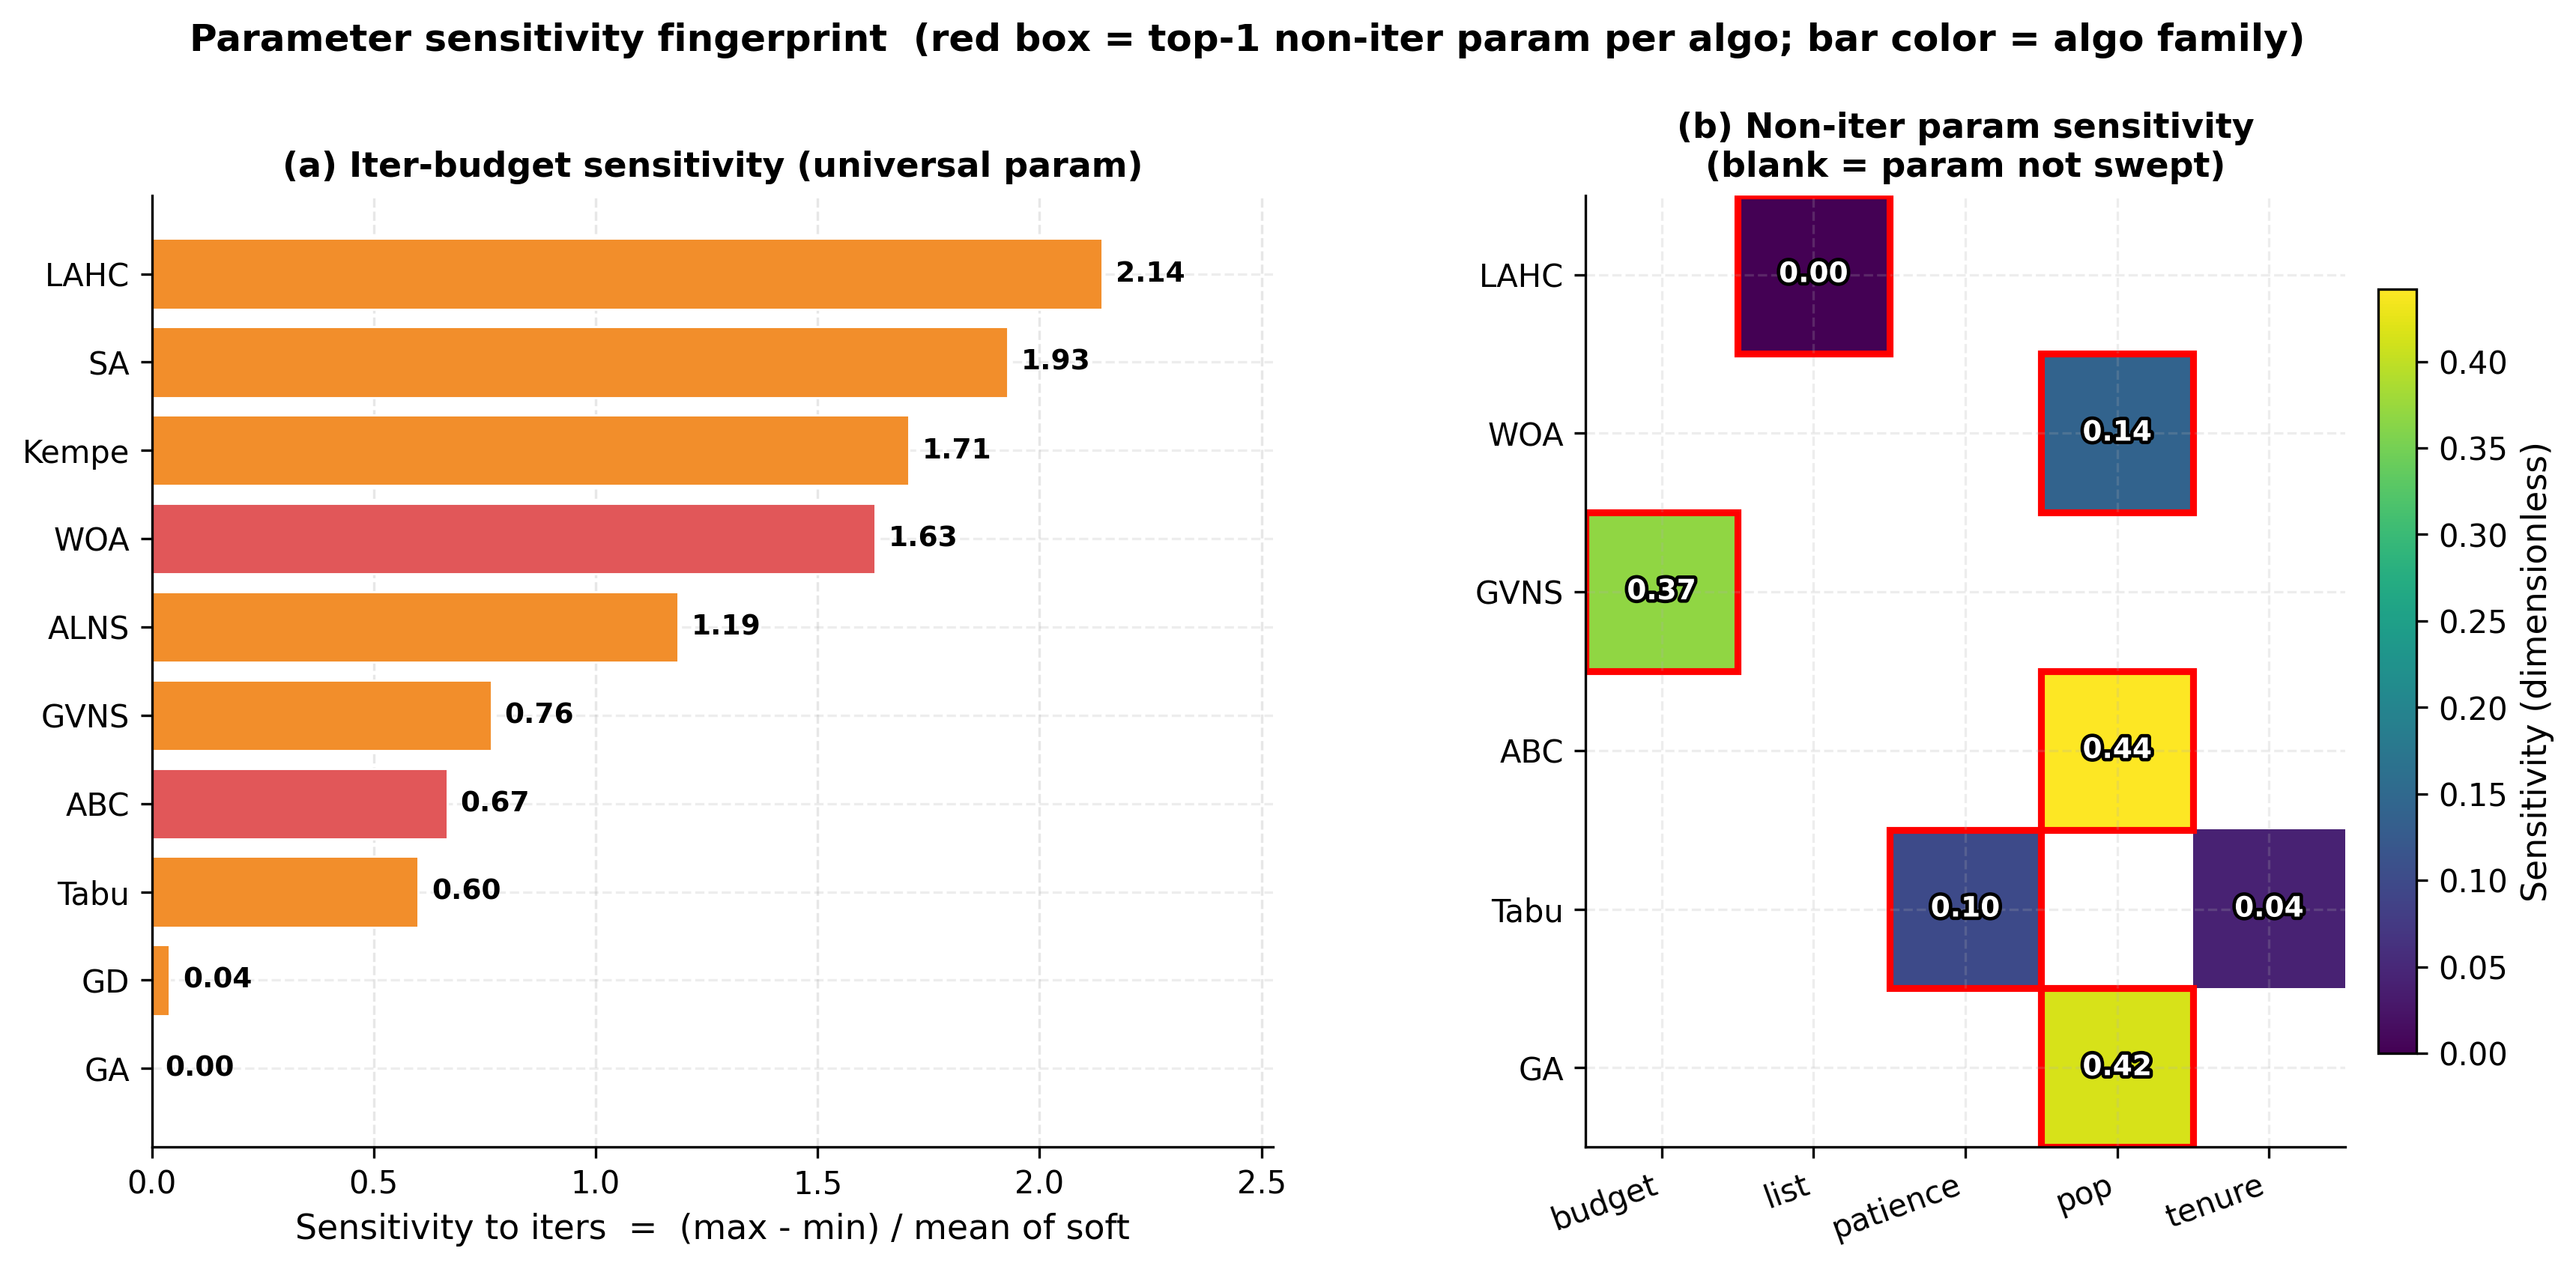 Parameter sensitivity fingerprint  (red box = top-1 non-iter param per algo; bar color = algo family)
(a) Iter-budget sensitivity (universal param)
LAHC
2.14
SA
1.93
Kempe
1.71
WOA
1.63
ALNS
1.19
GVNS
0.76
ABC
0.67
Tabu
0.60
GD
0.04
GA
0.00
0.0 0.5 1.0 1.5 2.0 2.5
Sensitivity to iters  =  (max - min) / mean of soft
(b) Non-iter param sensitivity
(blank = param not swept)
LAHC
0.00
WOA
0.14
GVNS
0.37
ABC
0.44
Tabu
0.10
0.04
GA
0.42
budget list patience pop tenure
0.40
0.35
0.30
0.25
0.20
0.15
0.10
0.05
0.00
Sensitivity (dimensionless)